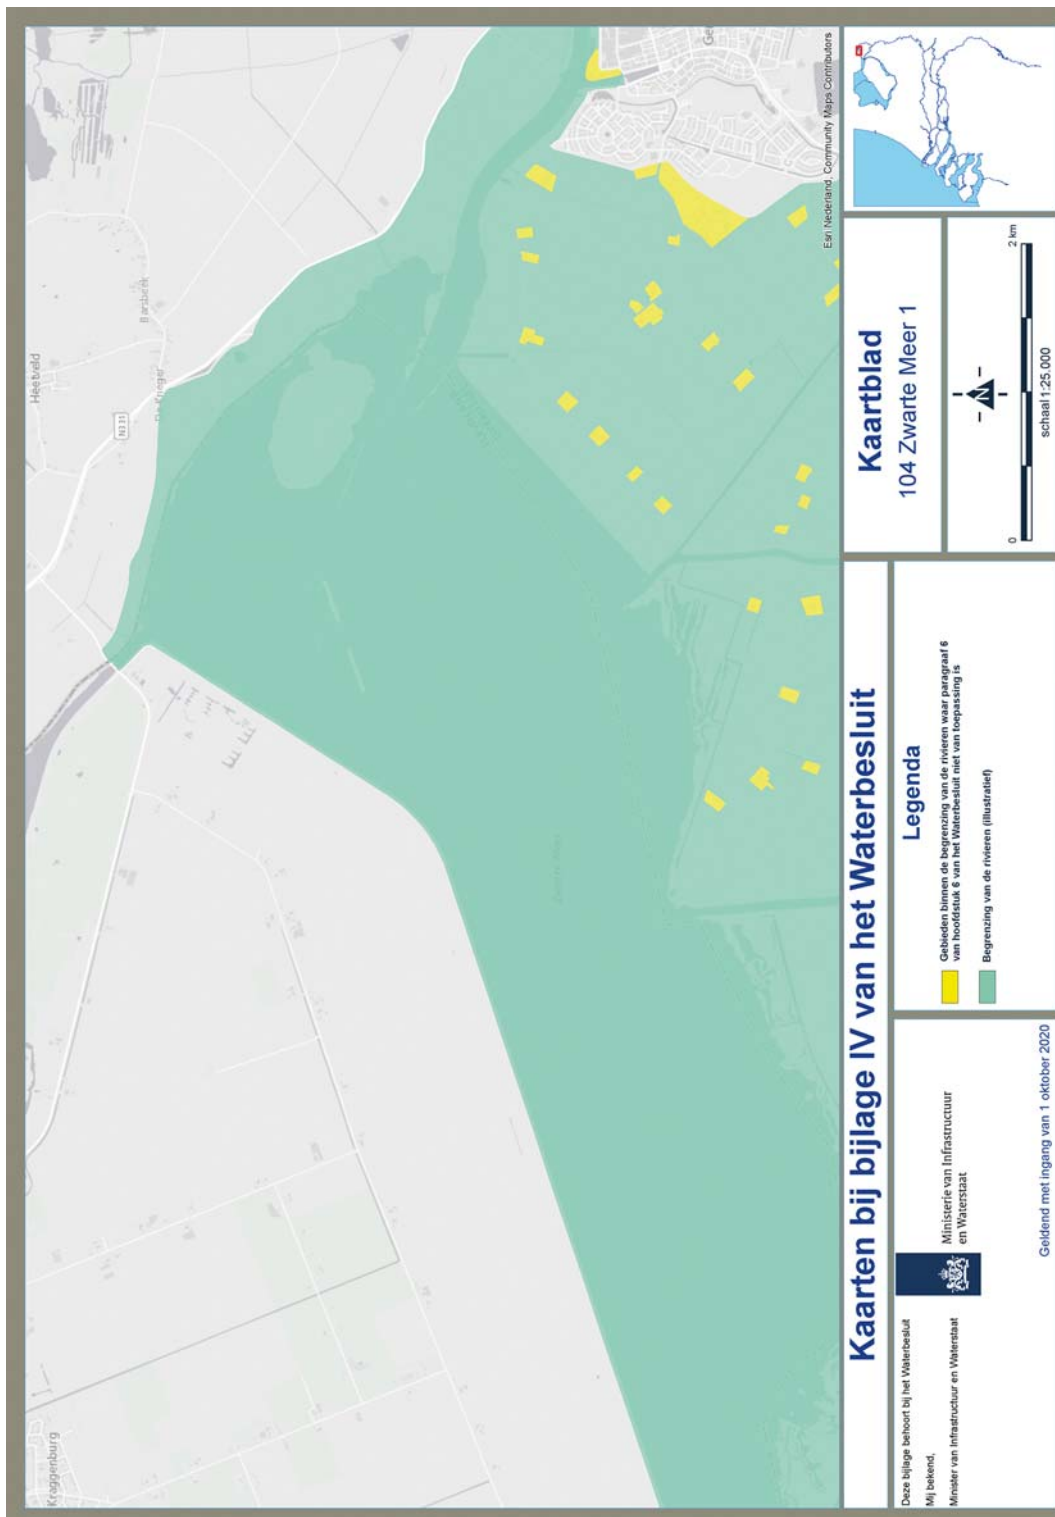 Kraggenburg
Heetveld
Barsbeek
N331
Esri Nederland, Community Maps Contributors
Kaarten bij bijlage IV van het Waterbesluit
Deze bijlage behoort bij het Waterbesluit
Mij bekend,
Minister van Infrastructuur en Waterstaat
Ministerie van Infrastructuur
en Waterstaat
Geldend met ingang van 1 oktober 2020
Legenda
Gebieden binnen de begrenzing van de rivieren waar paragraaf 6
van hoofdstuk 6 van het Waterbesluit niet van toepassing is
Begrenzing van de rivieren (illustratief)
Kaartblad
104 Zwarte Meer 1
N
0
2 km
schaal 1:25.000